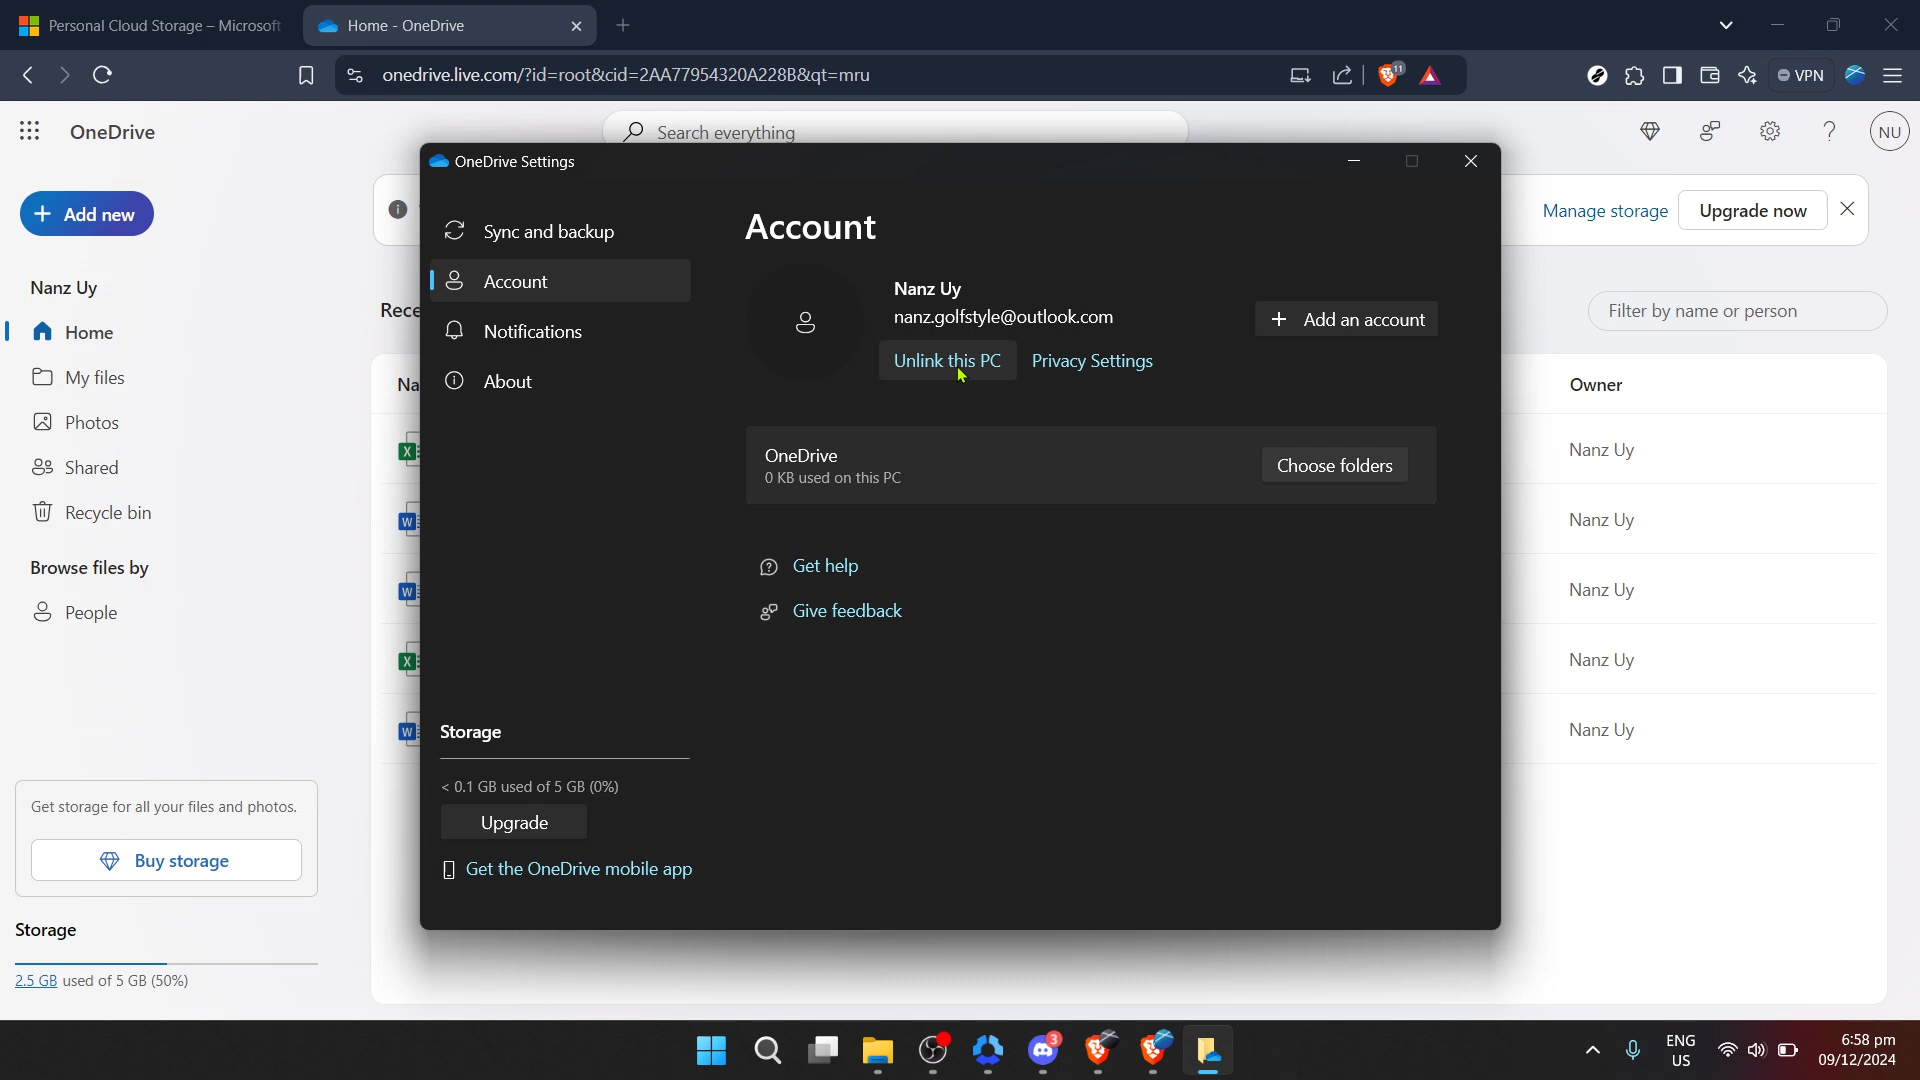 Personal Cloud Storage – Microsoft
Home - OneDrive
onedrive.live.com/?id=root&cid=2AA77954320A228B&qt=mru
11
VPN
OneDrive
Search everything
NU
Add new
Manage storage
Upgrade now
Nanz Uy
Home
My files
Photos
Shared
Recycle bin
Browse files by
People
Get storage for all your files and photos.
Buy storage
Storage
2.5 GB used of 5 GB (50%)
Rece
Filter by name or person
Na
Owner
Nanz Uy
Nanz Uy
Nanz Uy
Nanz Uy
Nanz Uy
OneDrive Settings
Sync and backup
Account
Notifications
About
Storage
< 0.1 GB used of 5 GB (0%)
Upgrade
Get the OneDrive mobile app
Account
Nanz Uy
nanz.golfstyle@outlook.com
Unlink this PC
Privacy Settings
Add an account
OneDrive
0 KB used on this PC
Choose folders
Get help
Give feedback
3
ENG
US
6:58 pm
09/12/2024